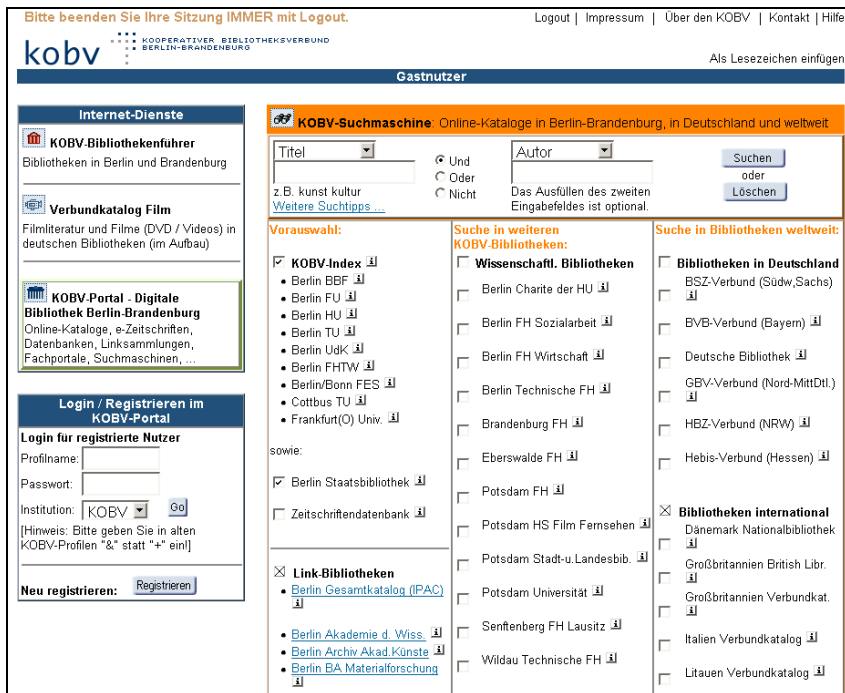 Bitte beenden Sie Ihre Sitzung IMMER mit Logout.
Logout | Impressum | Über den KOBV | Kontakt | Hilfe
kobv
KOOPERATIVER BIBLIOTHEKSVERBUND
BERLIN-BRANDENBURG
Als Lesezeichen einfügen
Gastnutzer
Internet-Dienste
KOBV-Bibliothekenführer
Bibliotheken in Berlin und Brandenburg
Verbundkatalog Film
Filmliteratur und Filme (DVD / Videos) in
deutschen Bibliotheken (im Aufbau)
KOBV-Portal - Digitale
Bibliothek Berlin-Brandenburg
Online-Kataloge, e-Zeitschriften,
Datenbanken, Linksammlungen,
Fachportale, Suchmaschinen, ...
Login / Registrieren im
KOBV-Portal
Login für registrierte Nutzer
Profilname:
Passwort:
Institution: KOBV Go
[Hinweis: Bitte geben Sie in alten
KOBV-Profilen "&" statt "+" ein!]
Neu registrieren: Registrieren
KOBV-Suchmaschine: Online-Kataloge in Berlin-Brandenburg, in Deutschland und weltweit
Titel
z.B. kunst kultur
Weitere Suchtipps ...
Und
Oder
Nicht
Autor
Das Ausfüllen des zweiten
Eingabefeldes ist optional.
Suchen
oder
Löschen
Vorauswahl:
KOBV-Index
Berlin BBF
Berlin FU
Berlin HU
Berlin TU
Berlin UdK
Berlin FHTW
Berlin/Bonn FES
Cottbus TU
Frankfurt(O) Univ.
sowie:
Berlin Staatsbibliothek
Zeitschriftendatenbank
Link-Bibliotheken
Berlin Gesamtkatalog (IPAC)
Berlin Akademie d. Wiss.
Berlin Archiv Akad.Künste
Berlin BA Materialforschung
Suche in weiteren
KOBV-Bibliotheken:
Wissenschaftl. Bibliotheken
Berlin Charite der HU
Berlin FH Sozialarbeit
Berlin FH Wirtschaft
Berlin Technische FH
Brandenburg FH
Eberswalde FH
Potsdam FH
Potsdam HS Film Fernsehen
Potsdam Stadt-u.Landesbib.
Potsdam Universität
Senftenberg FH Lausitz
Wildau Technische FH
Suche in Bibliotheken weltweit:
Bibliotheken in Deutschland
BSZ-Verbund (Südw,Sachs)
BVB-Verbund (Bayern)
Deutsche Bibliothek
GBV-Verbund (Nord-MittDtl.)
HBZ-Verbund (NRW)
Hebis-Verbund (Hessen)
Bibliotheken international
Dänemark Nationalbibliothek
Großbritannien British Libr.
Großbritannien Verbundkat.
Italien Verbundkatalog
Litauen Verbundkatalog